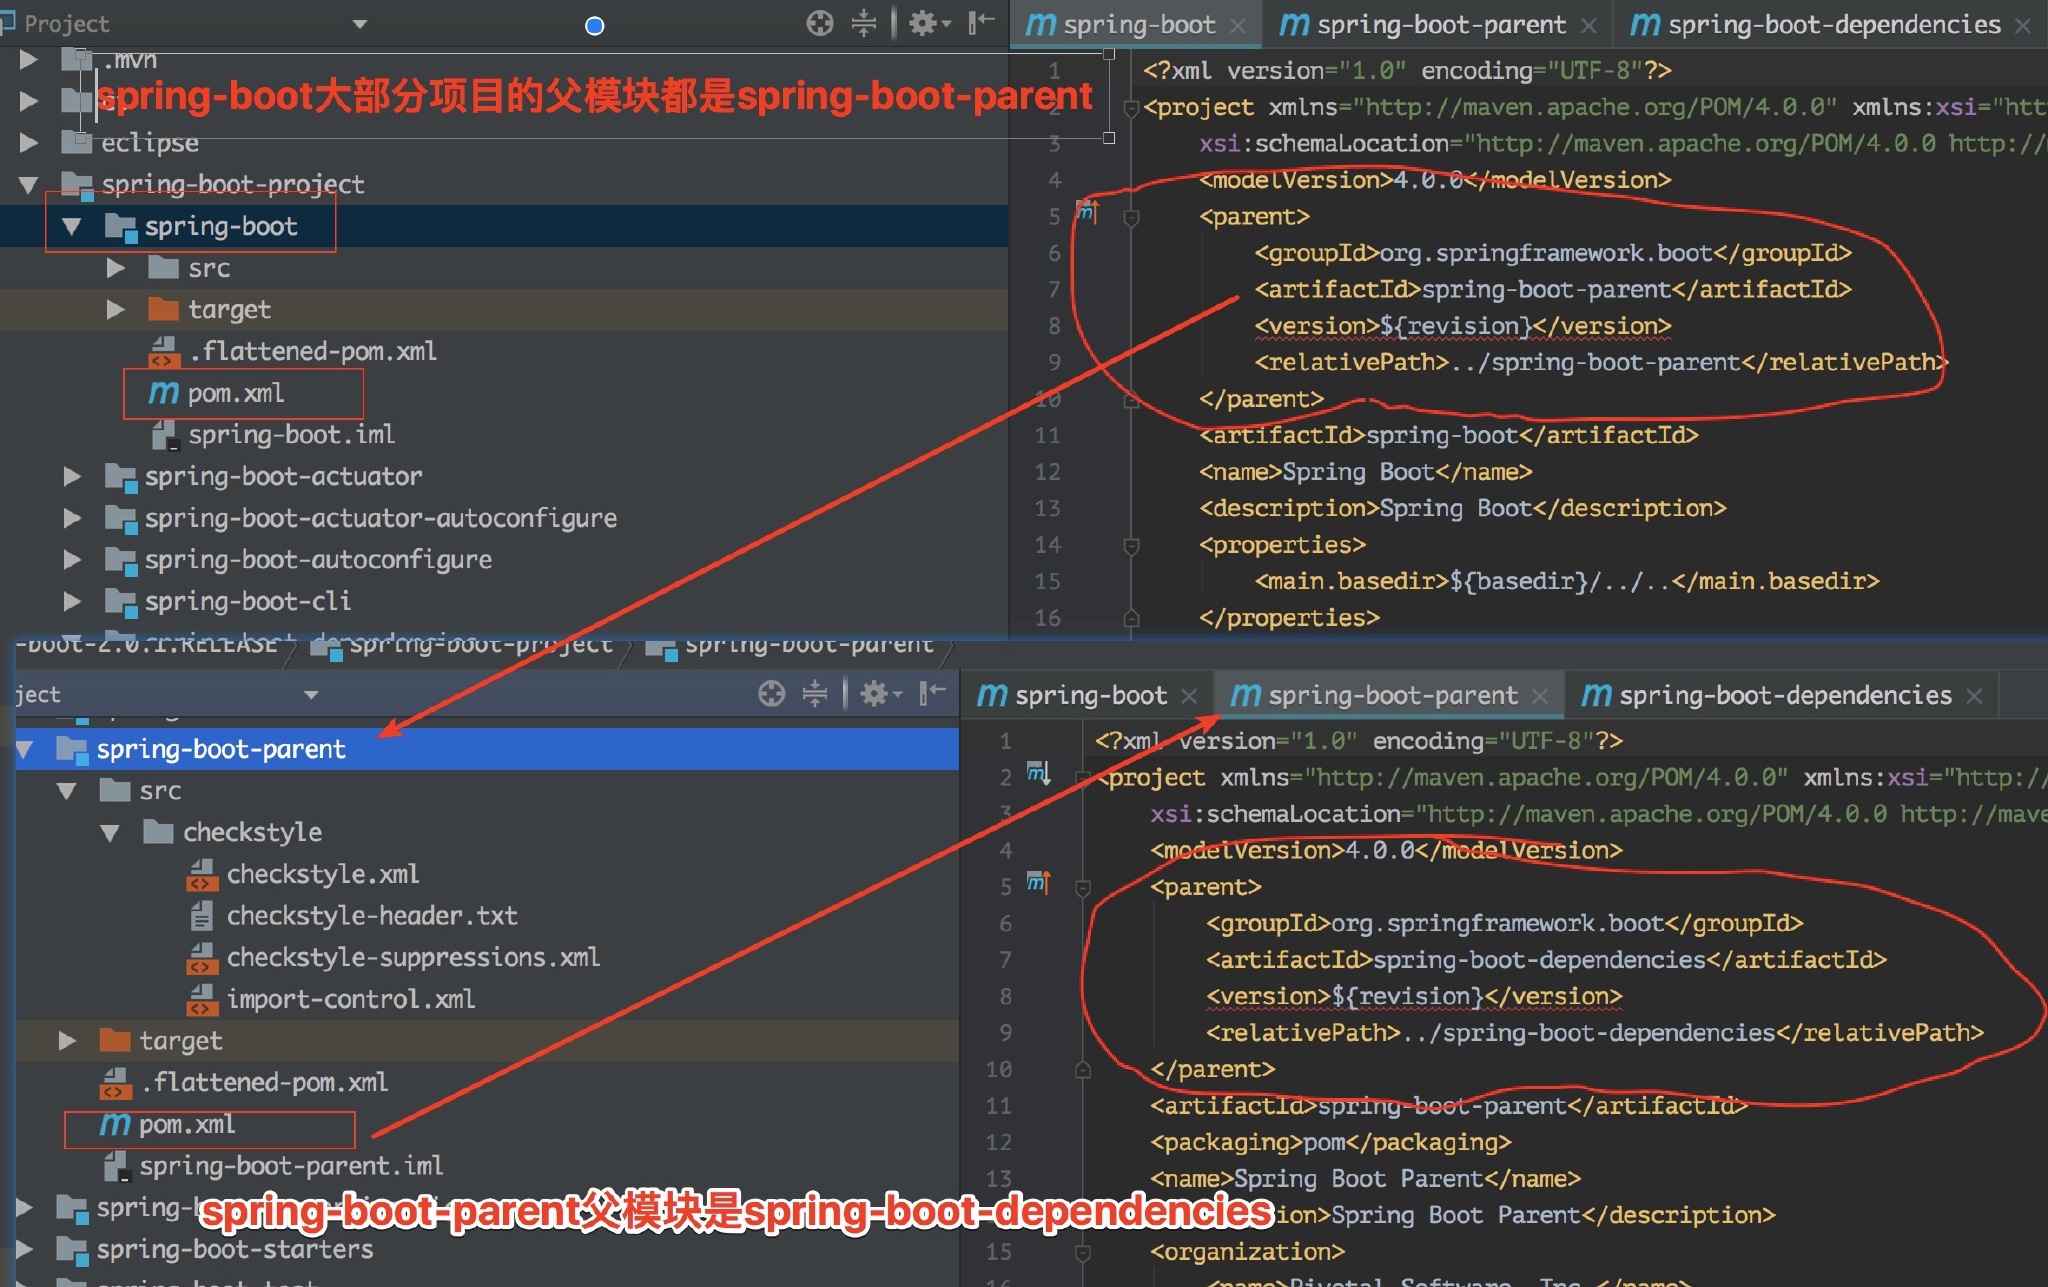 Project
.mvn
spring-boot大部分项目的父模块都是spring-boot-parent
eclipse
spring-boot-project
spring-boot
src
target
.flattened-pom.xml
pom.xml
spring-boot.iml
spring-boot-actuator
spring-boot-actuator-autoconfigure
spring-boot-autoconfigure
spring-boot-cli
spring-boot-dependencies
spring-boot
spring-boot-parent
spring-boot-dependencies
1 <?xml version="1.0" encoding="UTF-8"?>
<project xmlns="http://maven.apache.org/POM/4.0.0" xmlns:xsi="htt
3 xsi:schemaLocation="http://maven.apache.org/POM/4.0.0 http://
4 <modelVersion>4.0.0</modelVersion>
5 <parent>
6 <groupId>org.springframework.boot</groupId>
7 <artifactId>spring-boot-parent</artifactId>
8 <version>${revision}</version>
9 <relativePath>../spring-boot-parent</relativePath>
10 </parent>
11 <artifactId>spring-boot</artifactId>
12 <name>Spring Boot</name>
13 <description>Spring Boot</description>
14 <properties>
15 <main.basedir>${basedir}/../..</main.basedir>
16 </properties>
-boot-2.0.1.RELEASE
spring-boot-project
spring-boot-parent
ject
spring-boot-parent
src
checkstyle
checkstyle.xml
checkstyle-header.txt
checkstyle-suppressions.xml
import-control.xml
target
.flattened-pom.xml
pom.xml
spring-boot-parent.iml
spring-boot-parent父模块是spring-boot-dependencies
spring-boot-starters
spring-boot
spring-boot-parent
spring-boot-dependencies
1 <?xml version="1.0" encoding="UTF-8"?>
2 <project xmlns="http://maven.apache.org/POM/4.0.0" xmlns:xsi="http:/
3 xsi:schemaLocation="http://maven.apache.org/POM/4.0.0 http://mave
4 <modelVersion>4.0.0</modelVersion>
5 <parent>
6 <groupId>org.springframework.boot</groupId>
7 <artifactId>spring-boot-dependencies</artifactId>
8 <version>${revision}</version>
9 <relativePath>../spring-boot-dependencies</relativePath>
10 </parent>
11 <artifactId>spring-boot-parent</artifactId>
12 <packaging>pom</packaging>
13 <name>Spring Boot Parent</name>
ion>Spring Boot Parent</description>
15 <organization>
16 <name>Pivotal Software, Inc.</name>